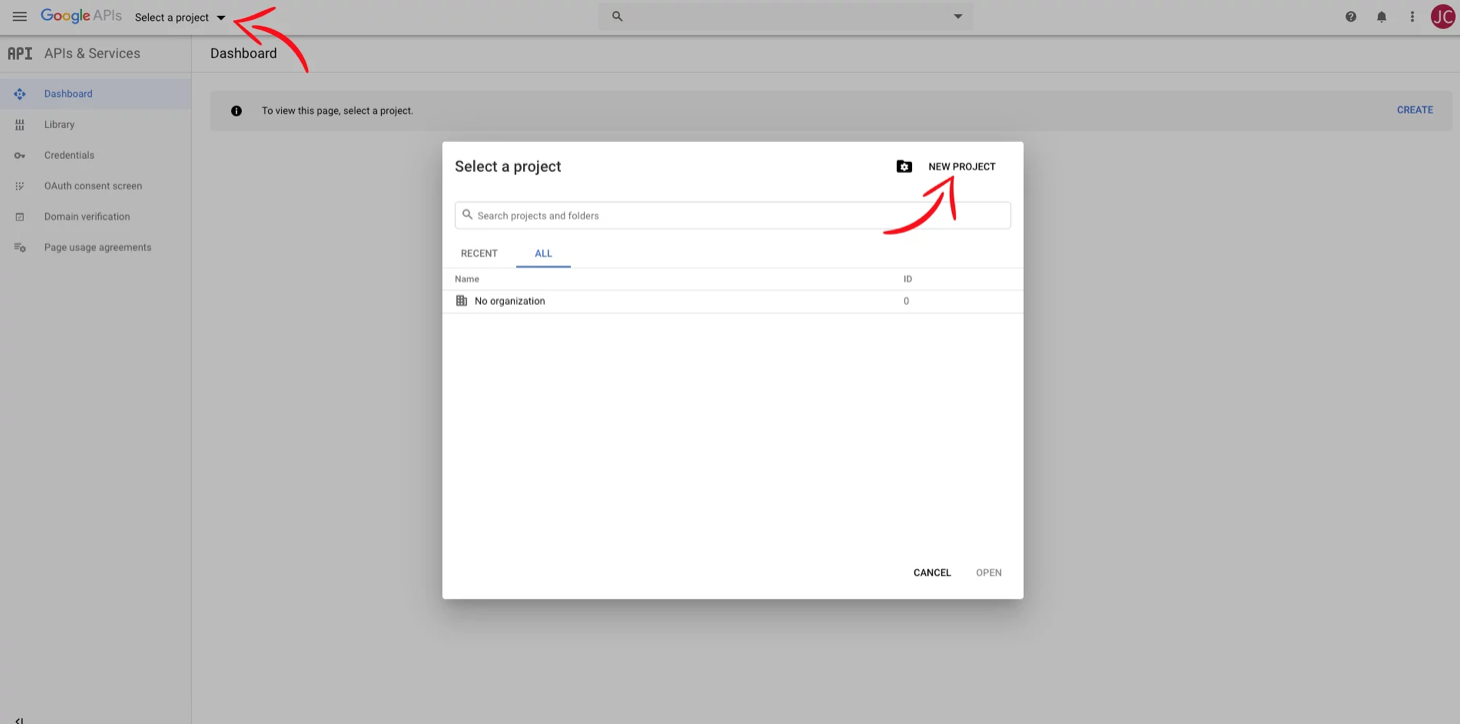 Google APIs Select a project
JC
API APIs & Services
Dashboard
Dashboard
Library
Credentials
OAuth consent screen
Domain verification
Page usage agreements
To view this page, select a project. CREATE
Select a project NEW PROJECT
Search projects and folders
RECENT ALL
Name ID
No organization 0
CANCEL OPEN